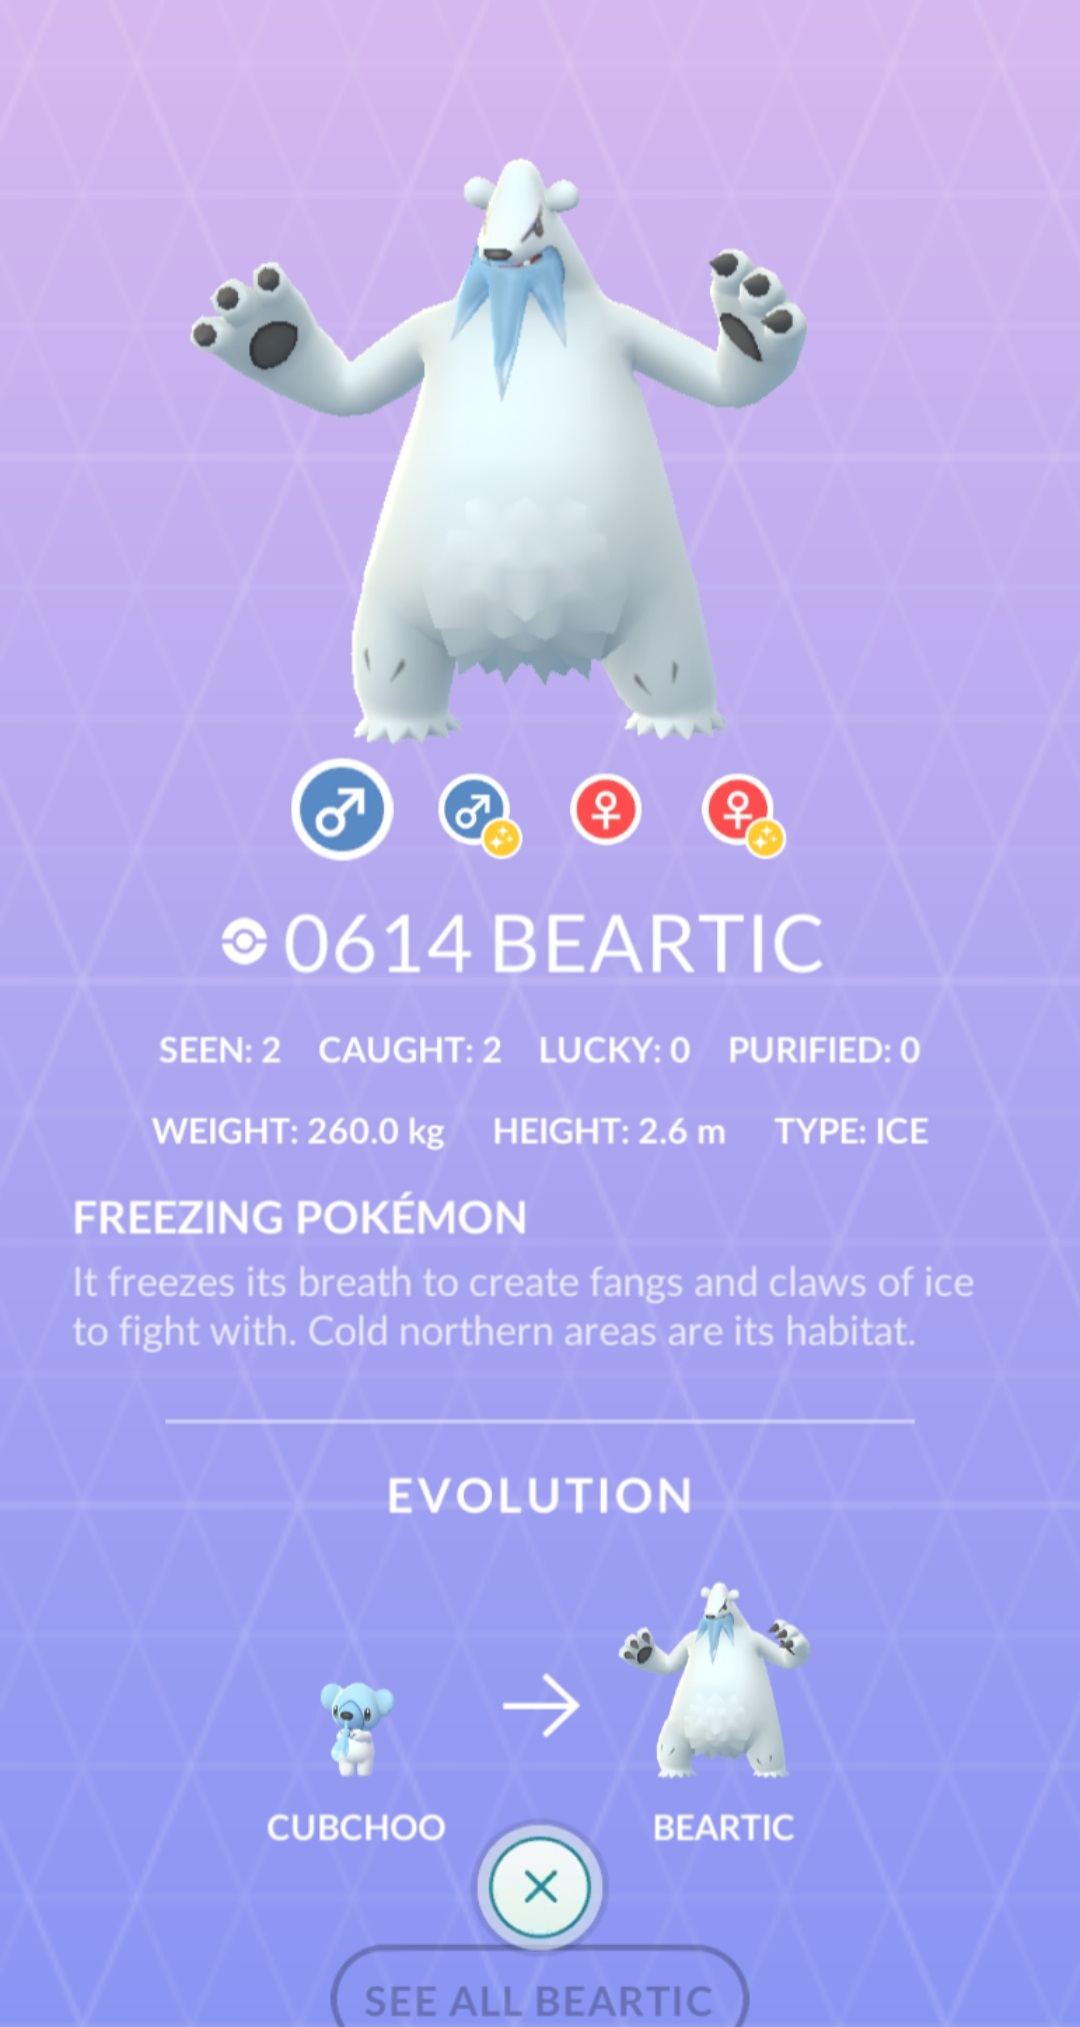 0614 BEARTIC
SEEN: 2 CAUGHT: 2 LUCKY: 0 PURIFIED: 0
WEIGHT: 260.0 kg HEIGHT: 2.6 m TYPE: ICE
FREEZING POKÉMON
It freezes its breath to create fangs and claws of ice
to fight with. Cold northern areas are its habitat.
EVOLUTION
CUBCHOO BEARTIC
SEE ALL BEARTIC